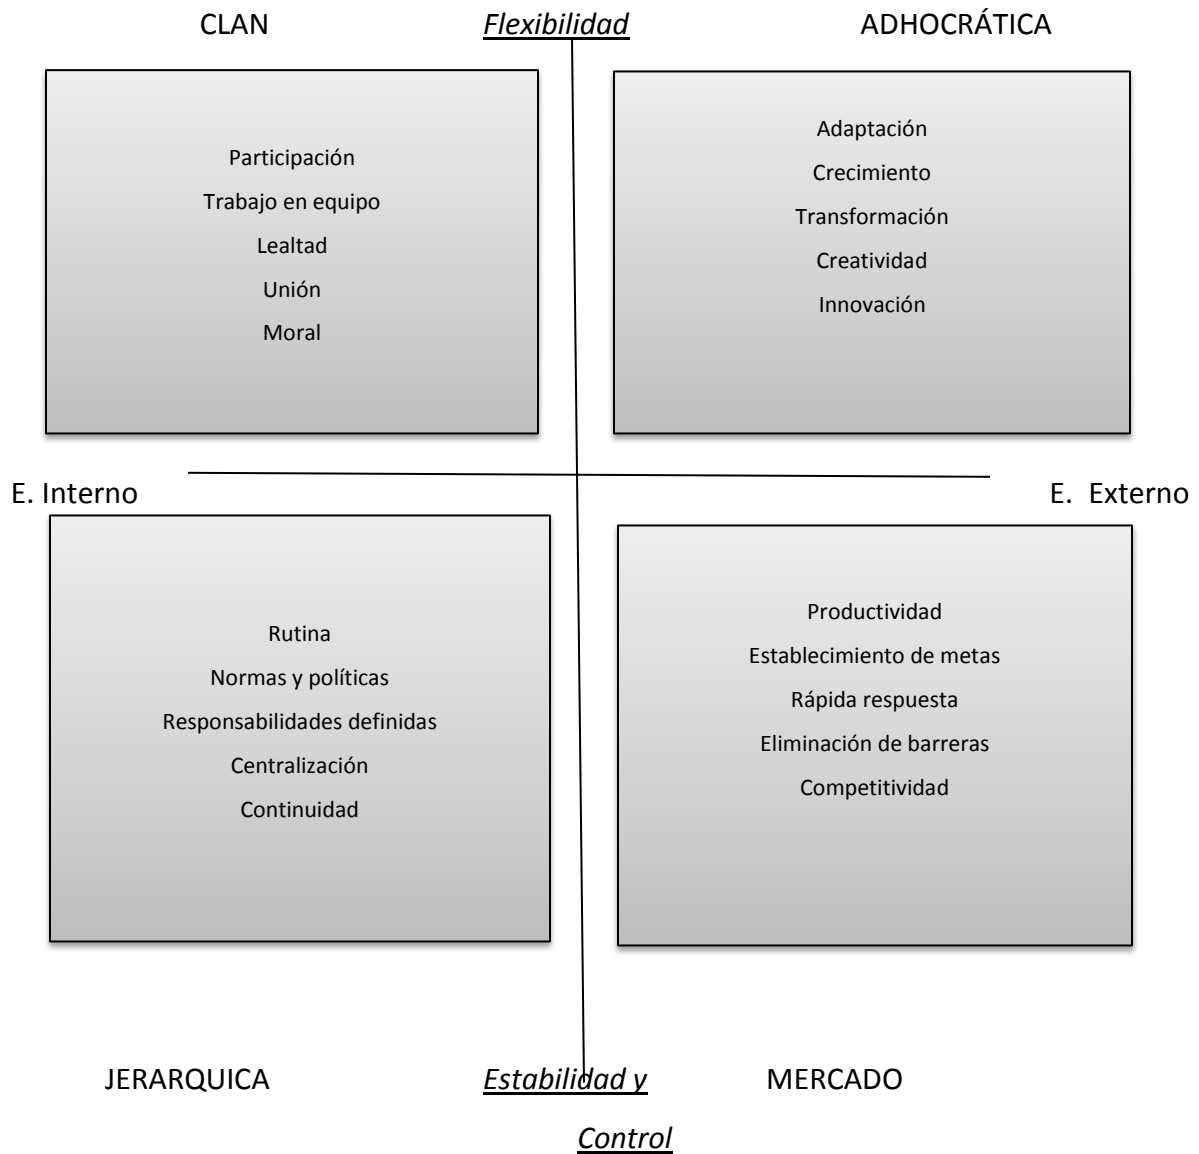 CLAN
Flexibilidad
ADHOCRÁTICA
Participación
Trabajo en equipo
Lealtad
Unión
Moral
Adaptación
Crecimiento
Transformación
Creatividad
Innovación
E. Interno
E. Externo
Rutina
Normas y políticas
Responsabilidades definidas
Centralización
Continuidad
Productividad
Establecimiento de metas
Rápida respuesta
Eliminación de barreras
Competitividad
JERARQUICA
Estabilidad y
Control
MERCADO